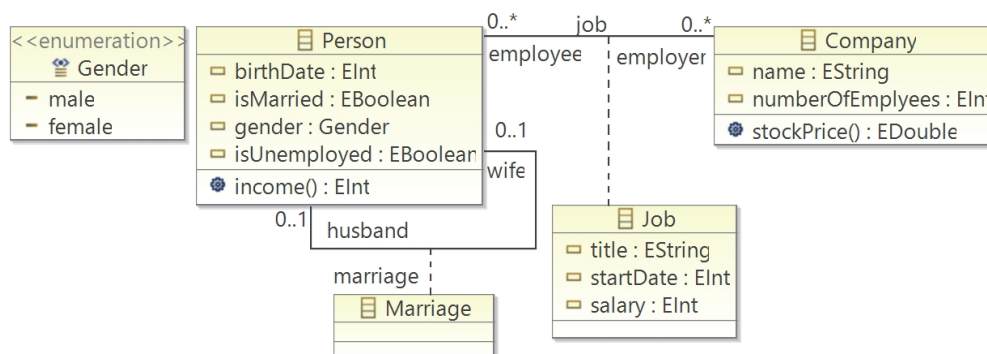 <<enumeration>>
Gender
male
female
Person
birthDate : EInt
isMarried : EBoolean
gender : Gender
isUnemployed : EBoolean
income() : EInt
0..*
job
0..*
employee
employer
Company
name : EString
numberOfEmplyees : EInt
stockPrice() : EDouble
0..1
wife
0..1
husband
marriage
Marriage
Job
title : EString
startDate : EInt
salary : EInt